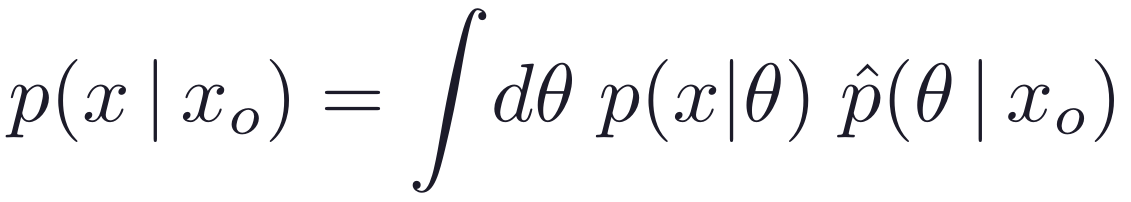 p(x | x_o) = ∫ dθ p(x|θ) p̂(θ | x_o)